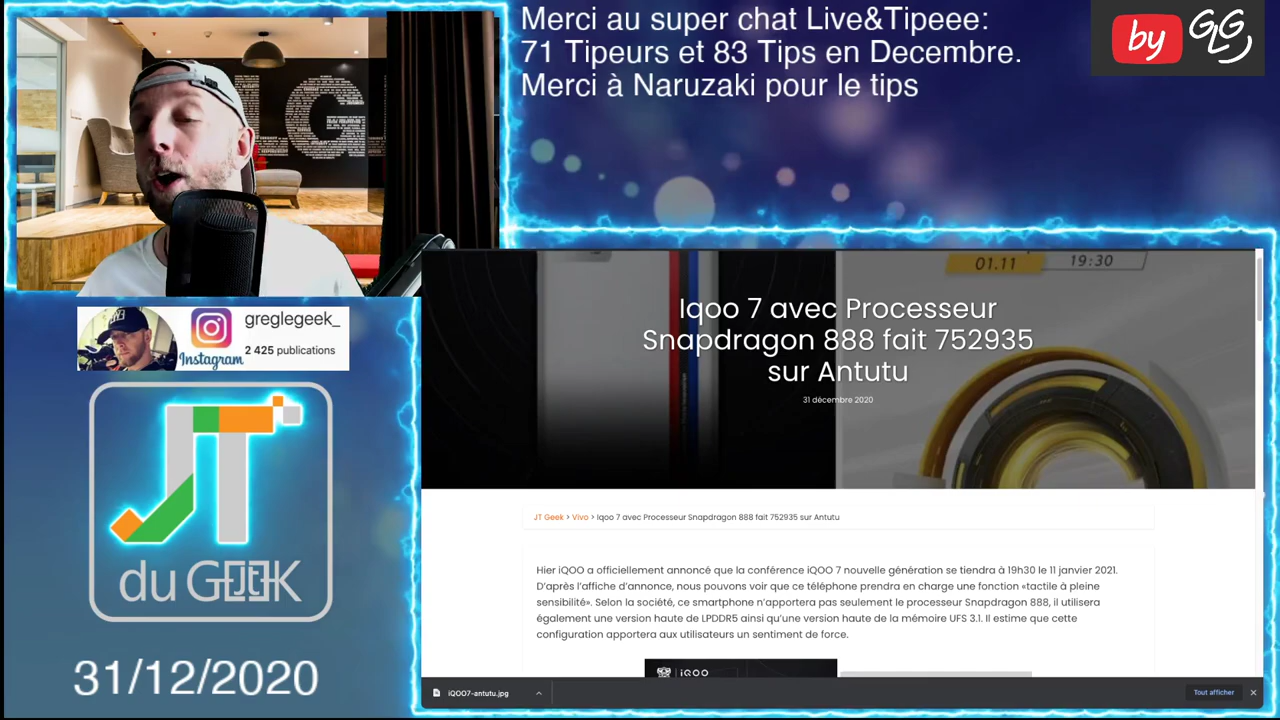 Merci au super chat Live&Tipeee:
71 Tipeurs et 83 Tips en Decembre.
Merci à Naruzaki pour le tips
by GLG
greglegeek_
Instagram
2 425 publications
JT
du GEEK
31/12/2020
01.11 19:30
Iqoo 7 avec Processeur
Snapdragon 888 fait 752935
sur Antutu
31 décembre 2020
JT Geek > Vivo > Iqoo 7 avec Processeur Snapdragon 888 fait 752935 sur Antutu
Hier iQOO a officiellement annoncé que la conférence iQOO 7 nouvelle génération se tiendra à 19h30 le 11 janvier 2021.
D’après l’affiche d’annonce, nous pouvons voir que ce téléphone prendra en charge une fonction «tactile à pleine
sensibilité». Selon la société, ce smartphone n’apportera pas seulement le processeur Snapdragon 888, il utilisera
également une version haute de LPDDR5 ainsi qu’une version haute de la mémoire UFS 3.1. Il estime que cette
configuration apportera aux utilisateurs un sentiment de force.
iQOO
iQOO7-antutu.jpg
Tout afficher